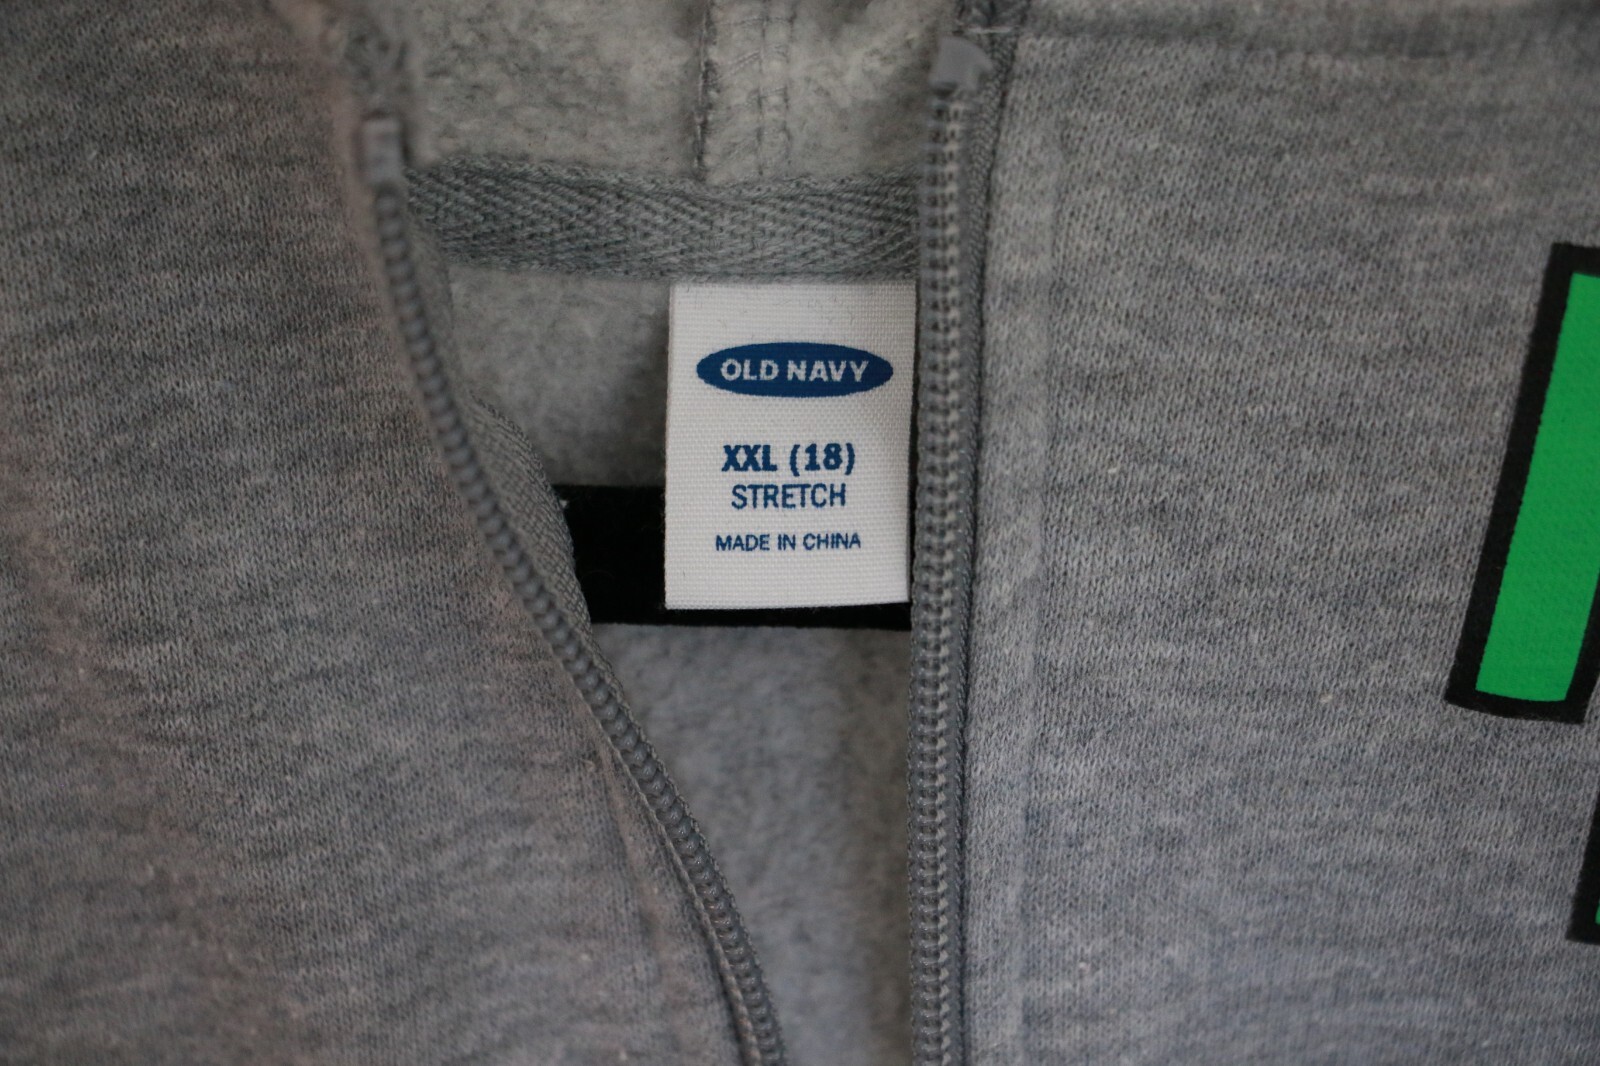 OLD NAVY
XXL (18)
STRETCH
MADE IN CHINA